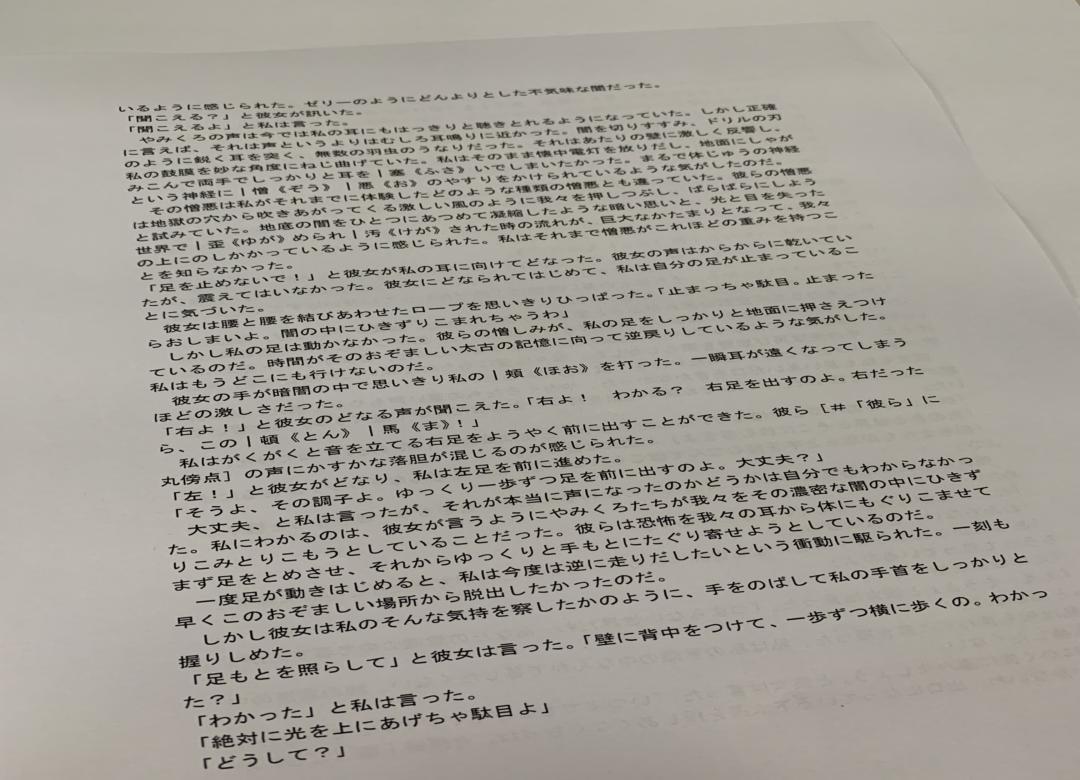 いるように感じられた。ゼリーのようにどんよりとした不気味な闇だった。
「聞こえる？」と彼女が訊いた。
「聞こえるよ」と私は言った。
　やみくろの声は今では私の耳にもはっきりと聴きとれるようになっていた。しかし正確
に言えば、それは声というよりはむしろ耳鳴りに近かった。闇を切りすすみ、ドリルの刃
のように鋭く耳を突く、無数の羽虫のうなりだった。それはあたりの壁に激しく反響し、
私の鼓膜を妙な角度にねじ曲げていた。私はそのまま懐中電灯を放りだし、地面にしゃが
みこんで両手でしっかりと耳を｜塞《ふさ》いでしまいたかった。まるで体じゅうの神経
という神経に｜憎《ぞう》｜悪《お》のやすりをかけられているような気がしたのだ。
　その憎悪は私がそれまでに体験したどのような種類の憎悪とも違っていた。彼らの憎悪
は地獄の穴から吹きあがってくる激しい風のように我々を押しつぶし、ばらばらにしよう
と試みていた。地底の闇をひとつにあつめて凝縮したような暗い思いと、光と目を失った
世界で｜歪《ゆが》められ｜汚《けが》された時の流れが、巨大なかたまりとなって、我々
の上にのしかかっているように感じられた。私はそれまで憎悪がこれほどの重みを持つこ
とを知らなかった。
「足を止めないで！」と彼女が私の耳に向けてどなった。彼女の声はからからに乾いてい
たが、震えてはいなかった。彼女にどなられてはじめて、私は自分の足が止まっているこ
とに気づいた。
　彼女は腰と腰を結びあわせたロープを思いきりひっぱった。「止まっちゃ駄目。止まった
らおしまいよ。闇の中にひきずりこまれちゃうわ」
　しかし私の足は動かなかった。彼らの憎しみが、私の足をしっかりと地面に押さえつけ
ているのだ。時間がそのおぞましい太古の記憶に向って逆戻りしているような気がした。
私はもうどこにも行けないのだ。
　彼女の手が暗闇の中で思いきり私の｜頬《ほお》を打った。一瞬耳が遠くなってしまう
ほどの激しさだった。
「右よ！」と彼女のどなる声が聞こえた。「右よ！　わかる？　右足を出すのよ。右だった
ら、この｜頓《とん》｜馬《ま》！」
　私はがくがくと音を立てる右足をようやく前に出すことができた。彼ら［＃「彼ら」に
丸傍点］の声にかすかな落胆が混じるのが感じられた。
「左！」と彼女がどなり、私は左足を前に進めた。
「そうよ、その調子よ。ゆっくり一歩ずつ足を前に出すのよ。大丈夫？」
　大丈夫、と私は言ったが、それが本当に声になったのかどうかは自分でもわからなかっ
た。私にわかるのは、彼女が言うようにやみくろたちが我々をその濃密な闇の中にひきず
りこみとりこもうとしていることだった。彼らは恐怖を我々の耳から体にもぐりこませて
まず足をとめさせ、それからゆっくりと手もとにたぐり寄せようとしているのだ。
　一度足が動きはじめると、私は今度は逆に走りだしたいという衝動に駆られた。一刻も
早くこのおぞましい場所から脱出したかったのだ。
　しかし彼女は私のそんな気持を察したかのように、手をのばして私の手首をしっかりと
握りしめた。
「足もとを照らして」と彼女は言った。「壁に背中をつけて、一歩ずつ横に歩くの。わかっ
た？」
「わかった」と私は言った。
「絶対に光を上にあげちゃ駄目よ」
「どうして？」